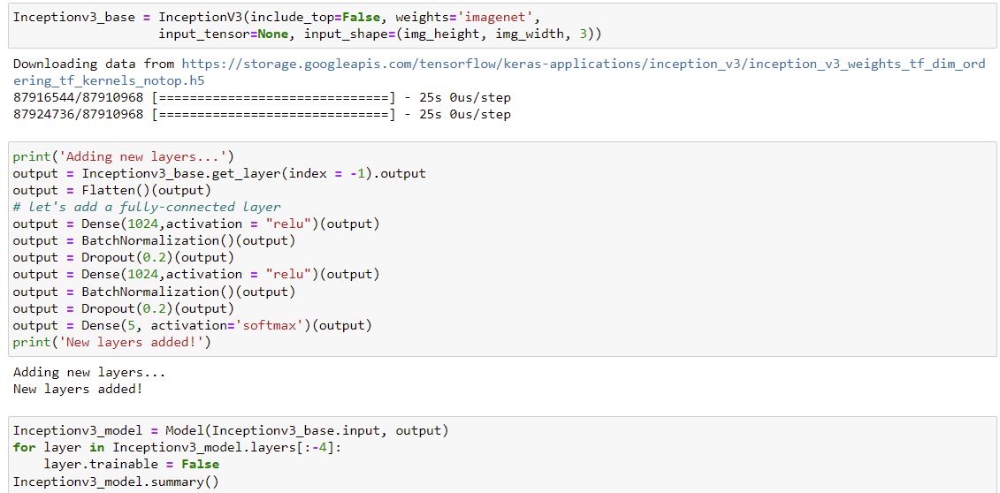 Inceptionv3_base = InceptionV3(include_top=False, weights='imagenet',
                   input_tensor=None, input_shape=(img_height, img_width, 3))
Downloading data from https://storage.googleapis.com/tensorflow/keras-applications/inception_v3/inception_v3_weights_tf_dim_ord
ering_tf_kernels_notop.h5
87916544/87910968 [==============================] - 25s 0us/step
87924736/87910968 [==============================] - 25s 0us/step
print('Adding new layers...')
output = Inceptionv3_base.get_layer(index = -1).output
output = Flatten()(output)
# let's add a fully-connected layer
output = Dense(1024,activation = "relu")(output)
output = BatchNormalization()(output)
output = Dropout(0.2)(output)
output = Dense(1024,activation = "relu")(output)
output = BatchNormalization()(output)
output = Dropout(0.2)(output)
output = Dense(5, activation='softmax')(output)
print('New layers added!')
Adding new layers...
New layers added!
Inceptionv3_model = Model(Inceptionv3_base.input, output)
for layer in Inceptionv3_model.layers[:-4]:
    layer.trainable = False
Inceptionv3_model.summary()